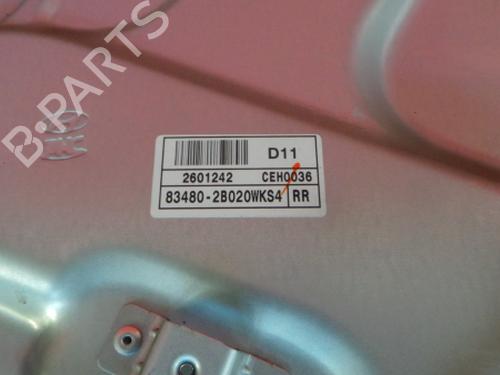 B-PARTS
D11
2601242 CEH0036
83480-2B020WKS4 RR